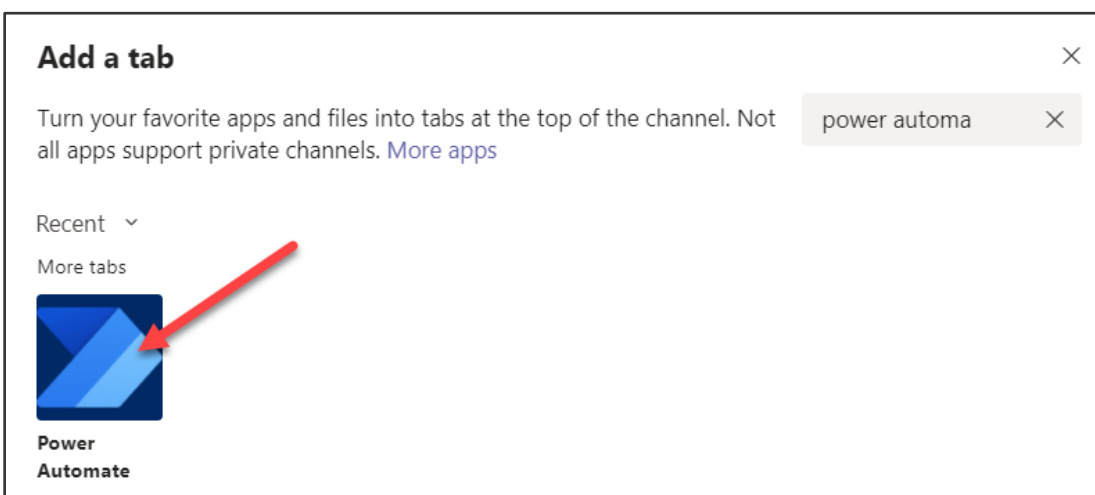 Add a tab
Turn your favorite apps and files into tabs at the top of the channel. Not
all apps support private channels. More apps
power automa
Recent
More tabs
Power
Automate